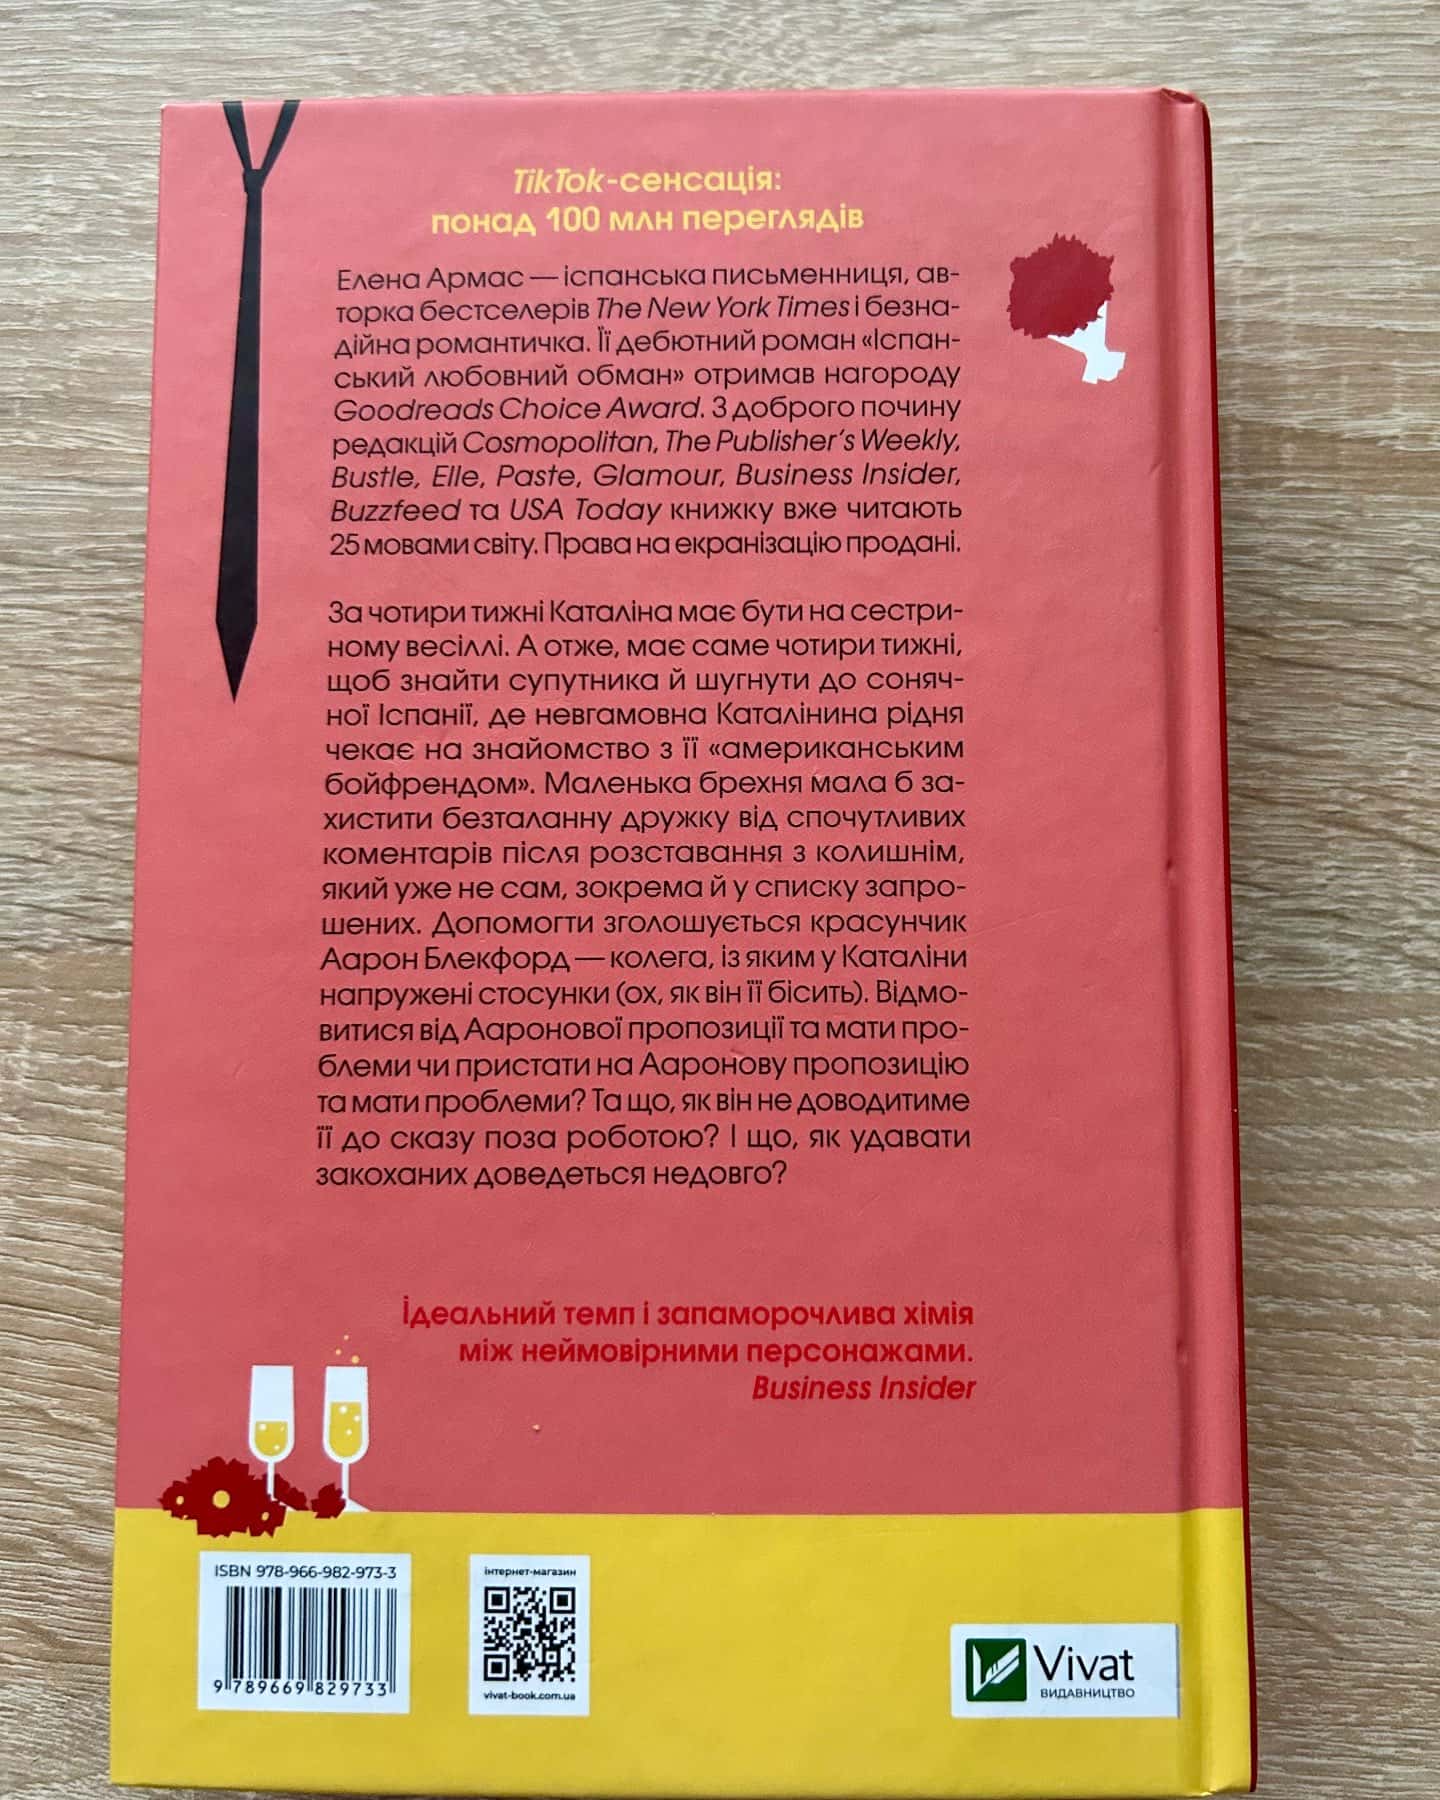 TikTok-сенсація:
понад 100 млн переглядів
Елена Армас — іспанська письменниця, ав-
торка бестселерів The New York Times і безна-
дійна романтичка. Її дебютний роман «Іспан-
ський любовний обман» отримав нагороду
Goodreads Choice Award. З доброго почину
редакцій Cosmopolitan, The Publisher’s Weekly,
Bustle, Elle, Paste, Glamour, Business Insider,
Buzzfeed та USA Today книжку вже читають
25 мовами світу. Права на екранізацію продані.
За чотири тижні Каталіна має бути на сестри-
ному весіллі. А отже, має саме чотири тижні,
щоб знайти супутника й шугнути до соняч-
ної Іспанії, де невгамовна Каталінина рідня
чекає на знайомство з її «американським
бойфрендом». Маленька брехня мала б за-
хистити безталанну дружку від спочутливих
коментарів після розставання з колишнім,
який уже не сам, зокрема й у списку запро-
шених. Допомогти зголошується красунчик
Аарон Блекфорд — колега, із яким у Каталіни
напружені стосунки (ох, як він її бісить). Відмо-
витися від Ааронової пропозиції та мати про-
блеми чи пристати на Ааронову пропозицію
та мати проблеми? Та що, як він не доводитиме
її до сказу поза роботою? І що, як удавати
закоханих доведеться недовго?
Ідеальний темп і запаморочлива хімія
між неймовірними персонажами.
Business Insider
ISBN 978-966-982-973-3
9 789669 829733
інтернет-магазин
vivat-book.com.ua
Vivat
ВИДАВНИЦТВО